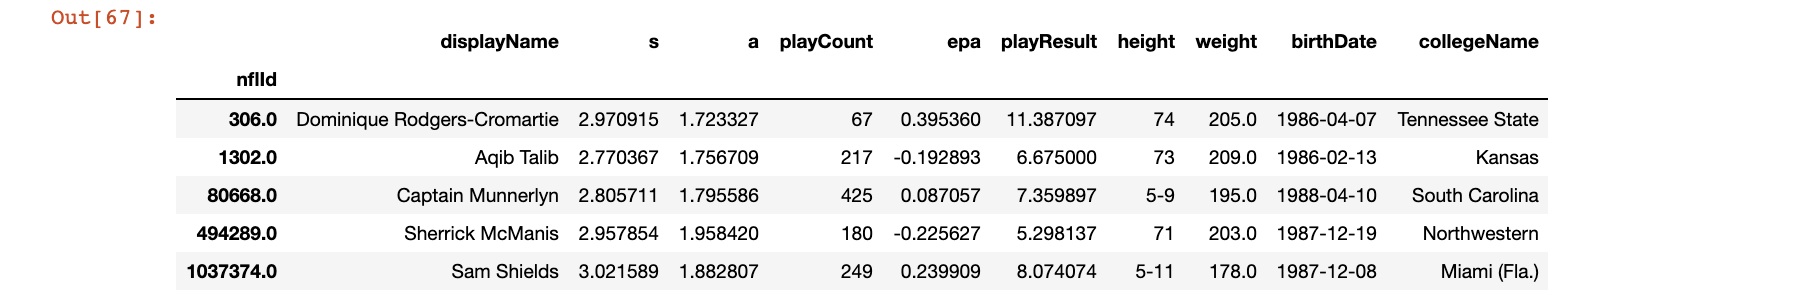 Out[67]:
displayName s a playCount epa playResult height weight birthDate collegeName
nflId
306.0 Dominique Rodgers-Cromartie 2.970915 1.723327 67 0.395360 11.387097 74 205.0 1986-04-07 Tennessee State
1302.0 Aqib Talib 2.770367 1.756709 217 -0.192893 6.675000 73 209.0 1986-02-13 Kansas
80668.0 Captain Munnerlyn 2.805711 1.795586 425 0.087057 7.359897 5-9 195.0 1988-04-10 South Carolina
494289.0 Sherrick McManis 2.957854 1.958420 180 -0.225627 5.298137 71 203.0 1987-12-19 Northwestern
1037374.0 Sam Shields 3.021589 1.882807 249 0.239909 8.074074 5-11 178.0 1987-12-08 Miami (Fla.)